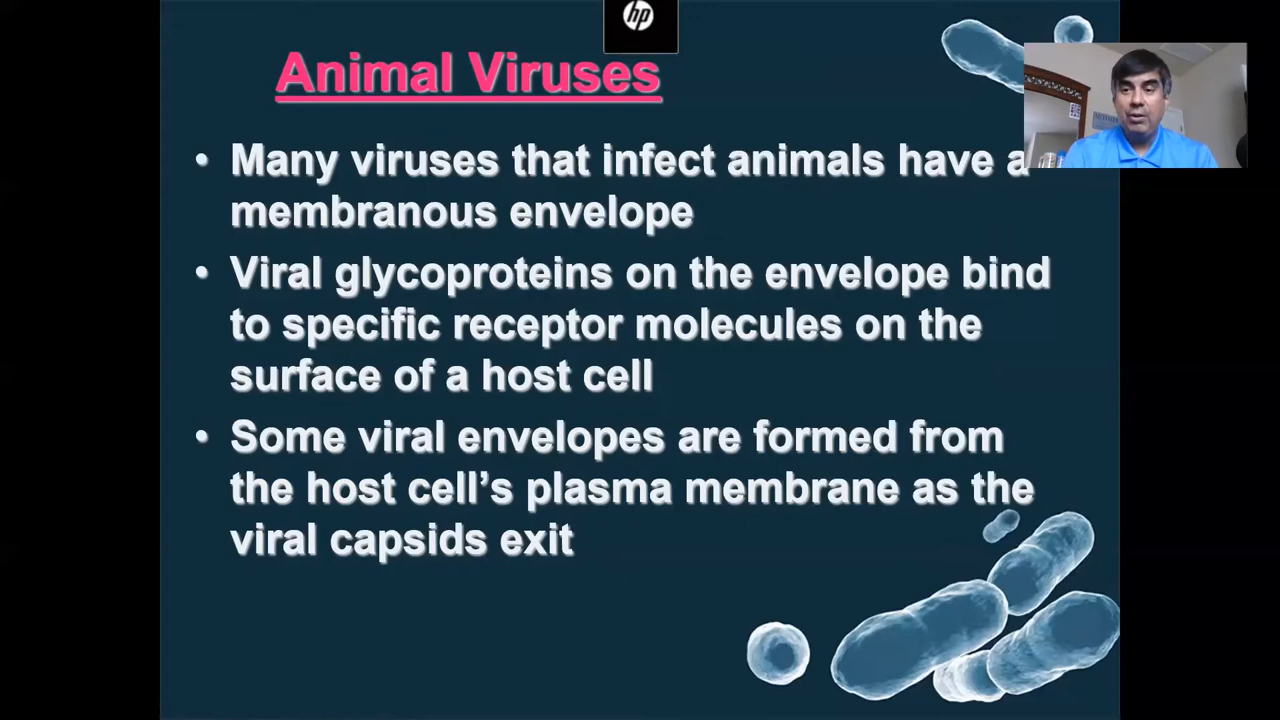 hp
Animal Viruses
• Many viruses that infect animals have a
membranous envelope
• Viral glycoproteins on the envelope bind
to specific receptor molecules on the
surface of a host cell
• Some viral envelopes are formed from
the host cell’s plasma membrane as the
viral capsids exit